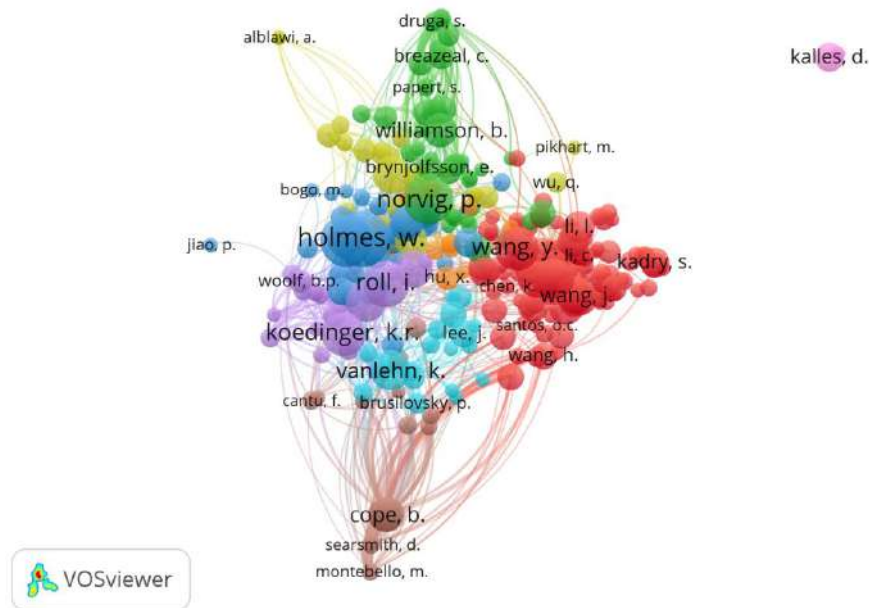 druga, s.
alblawi, a.
breazeal, c.
kalles, d.
papert, s.
williamson, b.
pikhart, m.
brynjolfsson, e.
wu, q.
bogo, m.
norvig, p.
li, l.
holmes, w.
jiao, p.
wang, y.
li, c.
kadry, s.
woolf, b.p.
roll, i.
hu, x.
chen, k.
wang, j.
koedinger, k.r.
lee, j.
santos, o.c.
wang, h.
vanlehn, k.
cantu, f.
brusilovsky, p.
cope, b.
searsmith, d.
montebello, m.
VOSviewer